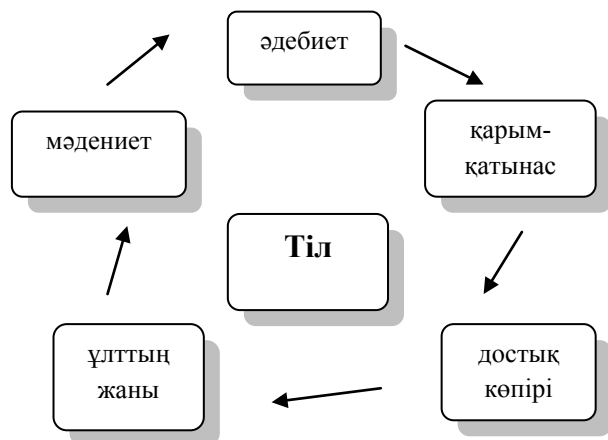 әдебиет
қарым-
қатынас
мәдениет
Тіл
достық
көпірі
ұлттың
жаны